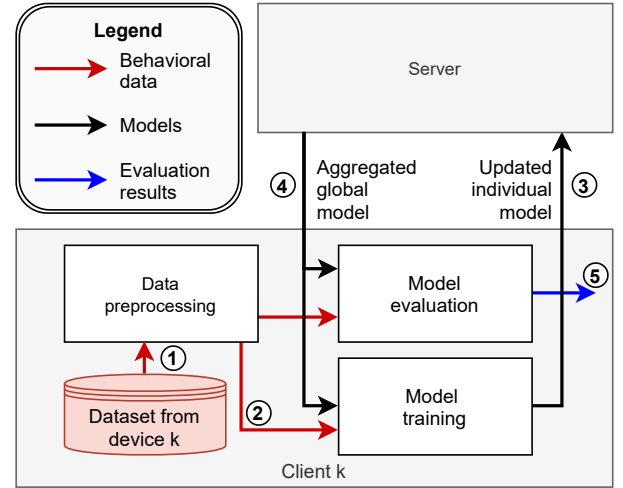 Legend
Behavioral
data
Models
Evaluation
results
Server
4
Aggregated
global
model
Updated
individual
model
3
Data
preprocessing
Model
evaluation
5
1
Dataset from
device k
2
Model
training
Client k